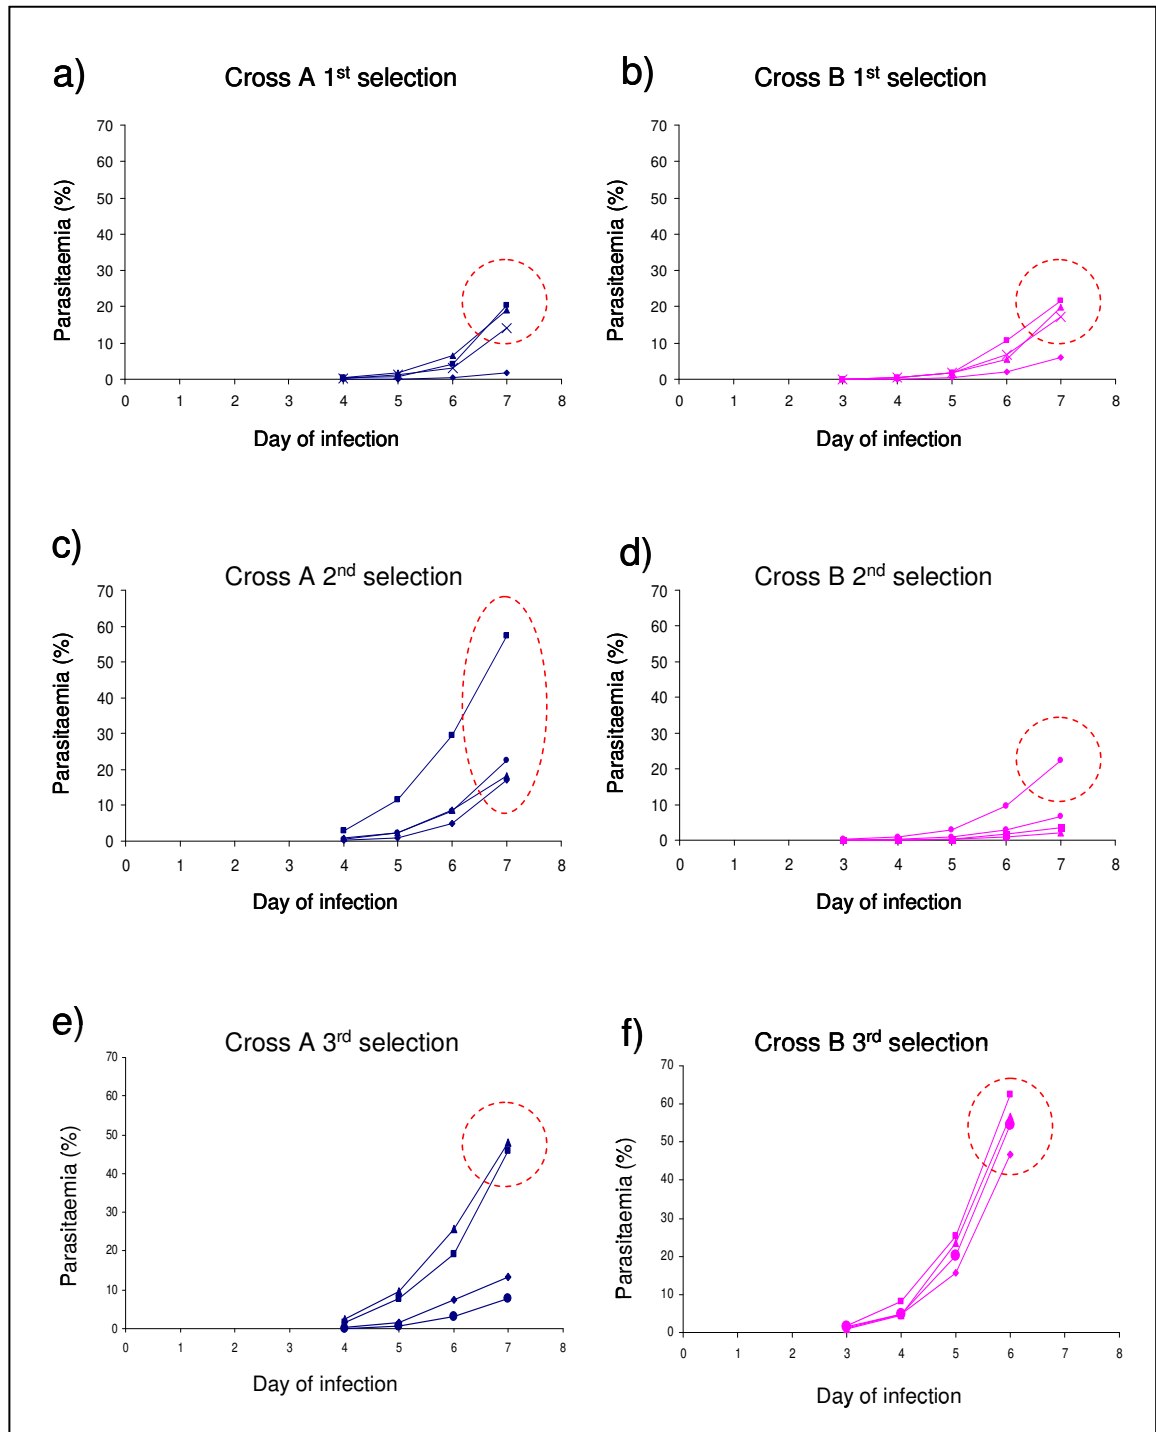 a)
Cross A 1st selection
70
60
50
40
30
20
10
0
Parasitaemia (%)
0 1 2 3 4 5 6 7 8
Day of infection
b)
Cross B 1st selection
70
60
50
40
30
20
10
0
Parasitaemia (%)
0 1 2 3 4 5 6 7 8
Day of infection
c)
Cross A 2nd selection
70
60
50
40
30
20
10
0
Parasitaemia (%)
0 1 2 3 4 5 6 7 8
Day of infection
d)
Cross B 2nd selection
70
60
50
40
30
20
10
0
Parasitaemia (%)
0 1 2 3 4 5 6 7 8
Day of infection
e)
Cross A 3rd selection
70
60
50
40
30
20
10
0
Parasitaemia (%)
0 1 2 3 4 5 6 7 8
Day of infection
f)
Cross B 3rd selection
70
60
50
40
30
20
10
0
Parasitaemia (%)
0 1 2 3 4 5 6 7 8
Day of infection